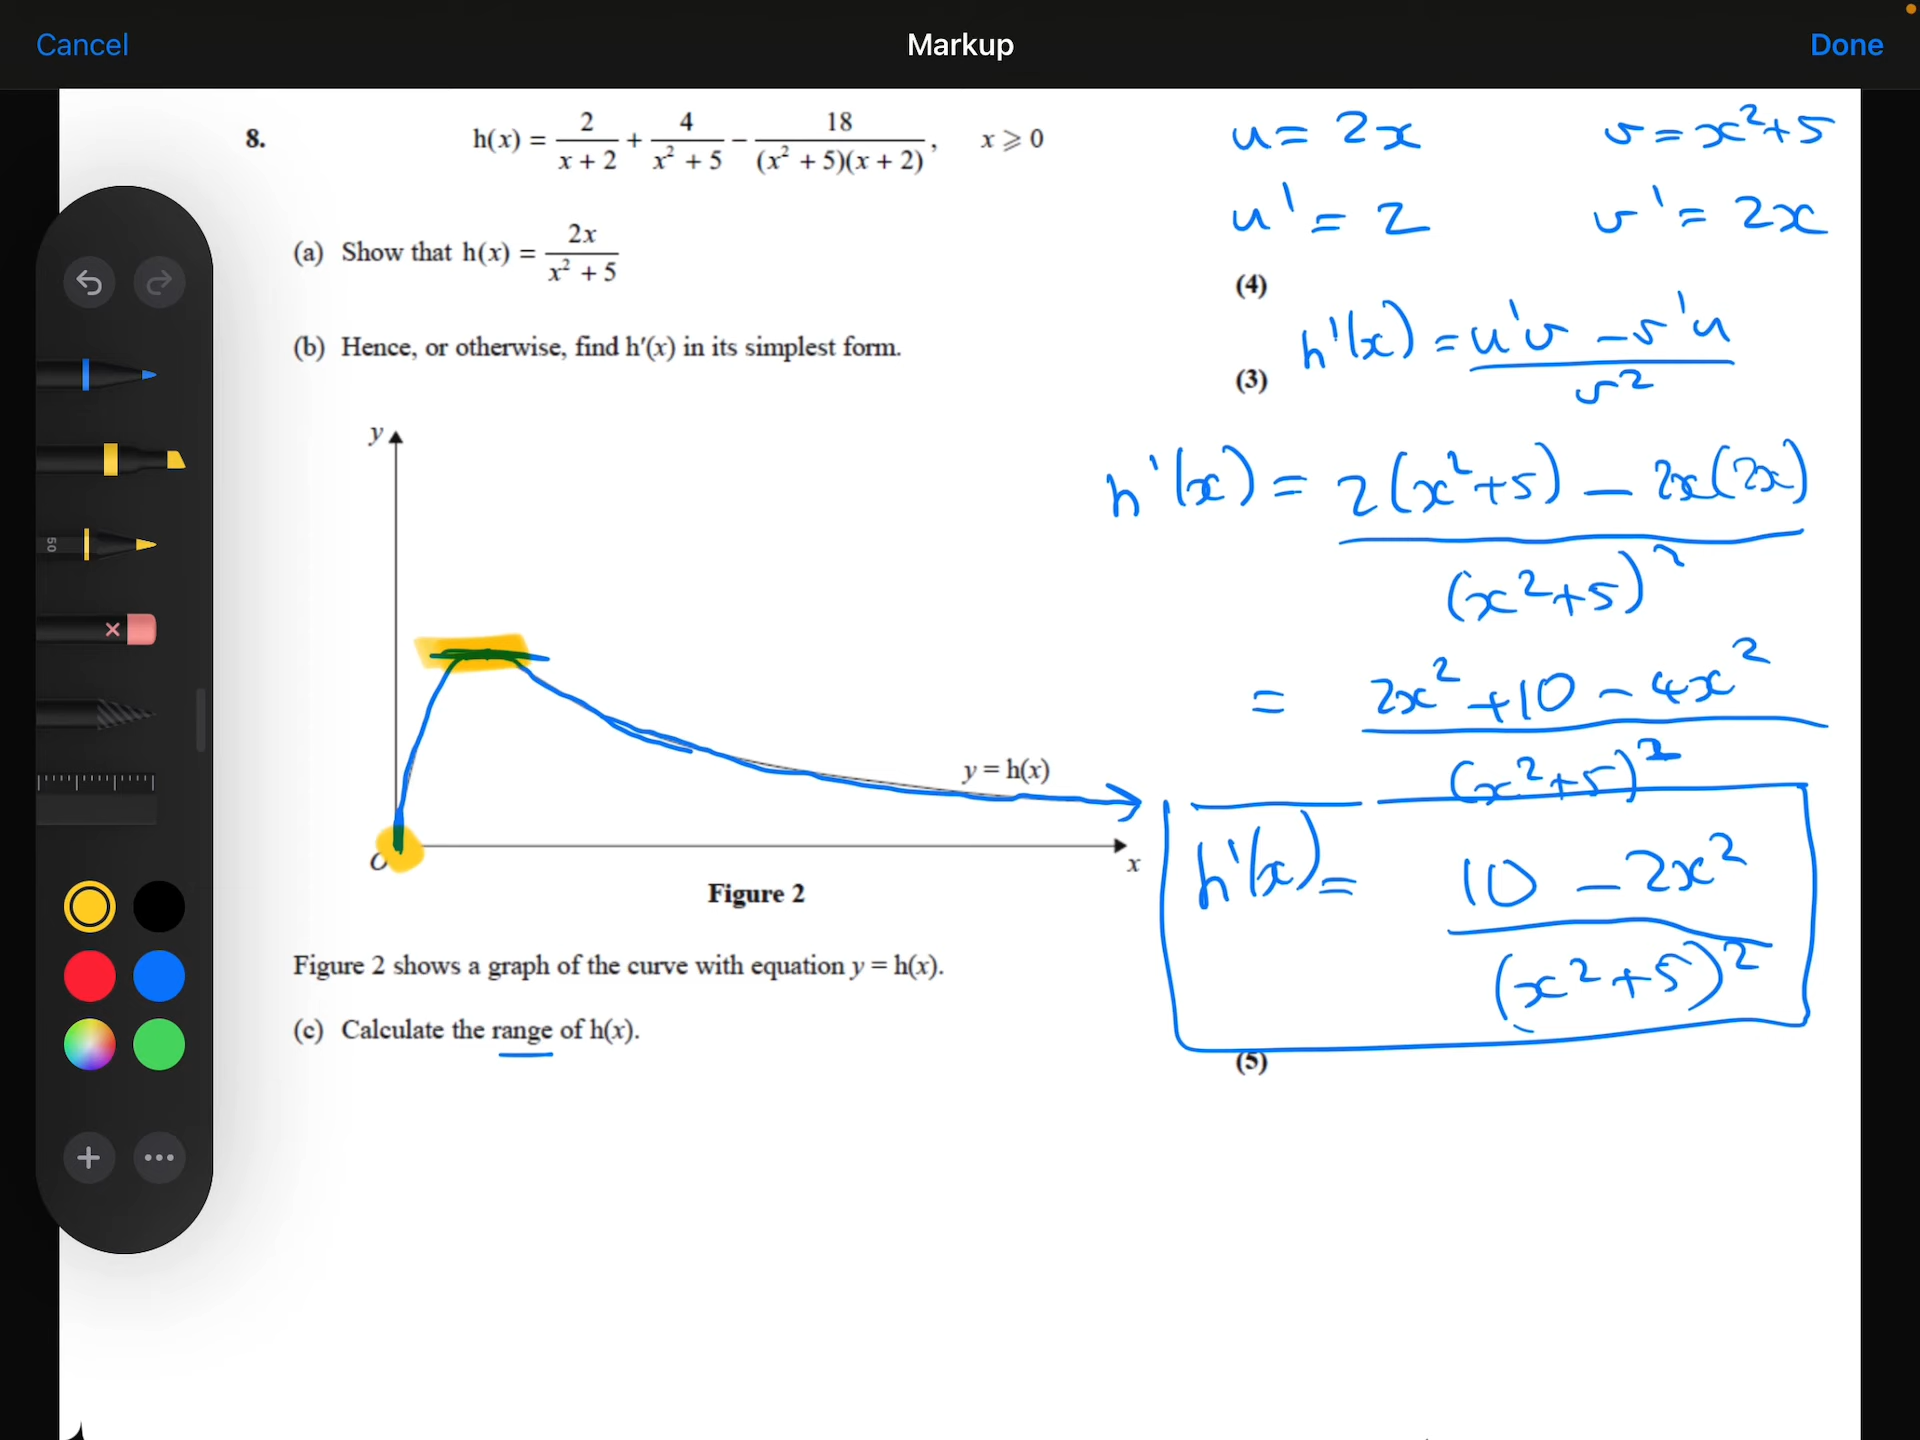 Cancel Markup Done
8. h(x) = 2/(x + 2) + 4/(x² + 5) − 18/((x² + 5)(x + 2)), x ⩾ 0
(a) Show that h(x) = 2x/(x² + 5)
(4)
(b) Hence, or otherwise, find h′(x) in its simplest form.
(3)
y
y = h(x)
O
x
Figure 2
Figure 2 shows a graph of the curve with equation y = h(x).
(c) Calculate the range of h(x).
(5)
u = 2x v = x²+5
u' = 2 v' = 2x
h'(x) = (u'v − v'u)/v²
h'(x) = (2(x²+5) − 2x(2x))/(x²+5)²
= (2x² + 10 − 4x²)/(x²+5)²
h'(x) = (10 − 2x²)/(x²+5)²
50